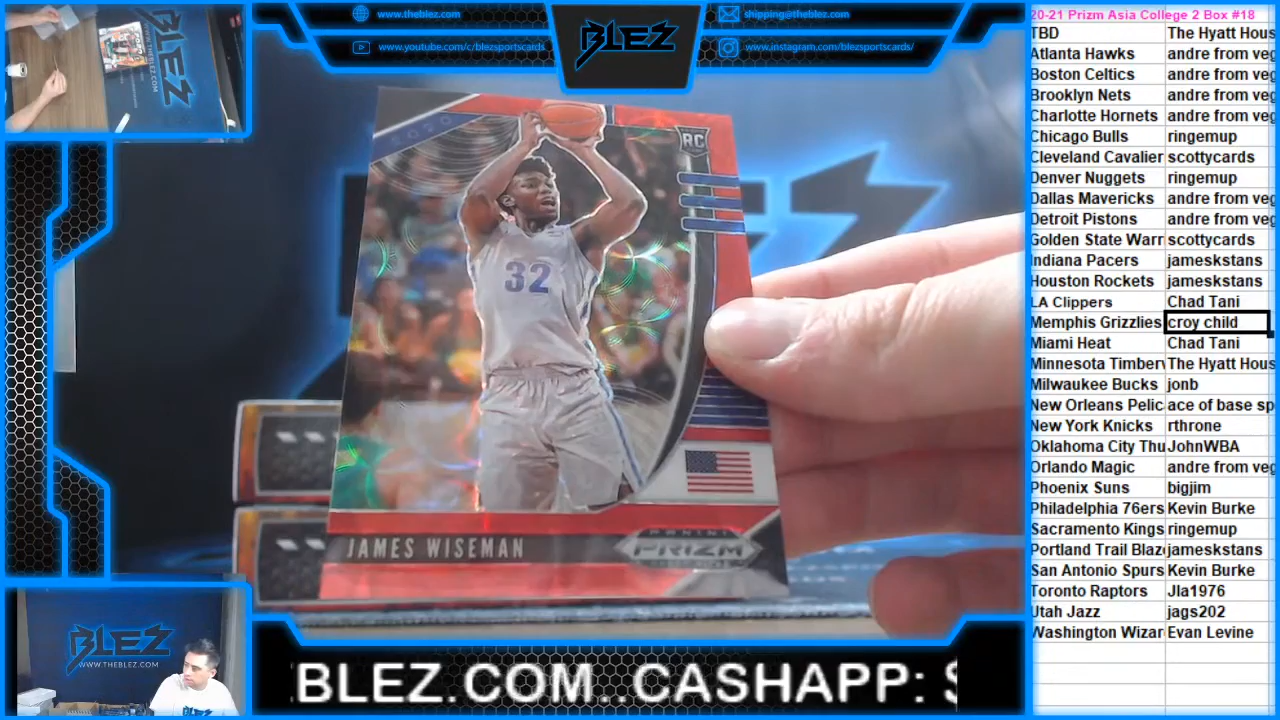 www.theblez.com
www.youtube.com/c/blezsportscards
BLEZ
shipping@theblez.com
www.instagram.com/blezsportscards/
20-21 Prizm Asia College 2 Box #18
TBD The Hyatt Hous
Atlanta Hawks andre from veg
Boston Celtics andre from veg
Brooklyn Nets andre from veg
Charlotte Hornets andre from veg
Chicago Bulls ringemup
Cleveland Cavalier scottycards
Denver Nuggets ringemup
Dallas Mavericks andre from veg
Detroit Pistons andre from veg
Golden State Warr scottycards
Indiana Pacers jameskstans
Houston Rockets jameskstans
LA Clippers Chad Tani
Memphis Grizzlies croy child
Miami Heat Chad Tani
Minnesota Timberv The Hyatt Hous
Milwaukee Bucks jonb
New Orleans Pelic ace of base sp
New York Knicks rthrone
Oklahoma City Thu JohnWBA
Orlando Magic andre from veg
Phoenix Suns bigjim
Philadelphia 76ers Kevin Burke
Sacramento Kings ringemup
Portland Trail Blaz jameskstans
San Antonio Spurs Kevin Burke
Toronto Raptors Jla1976
Utah Jazz jags202
Washington Wizar Evan Levine
RC
32
JAMES WISEMAN
PANINI
PRIZM
BLEZ
WWW.THEBLEZ.COM
BLEZ.COM..CASHAPP: